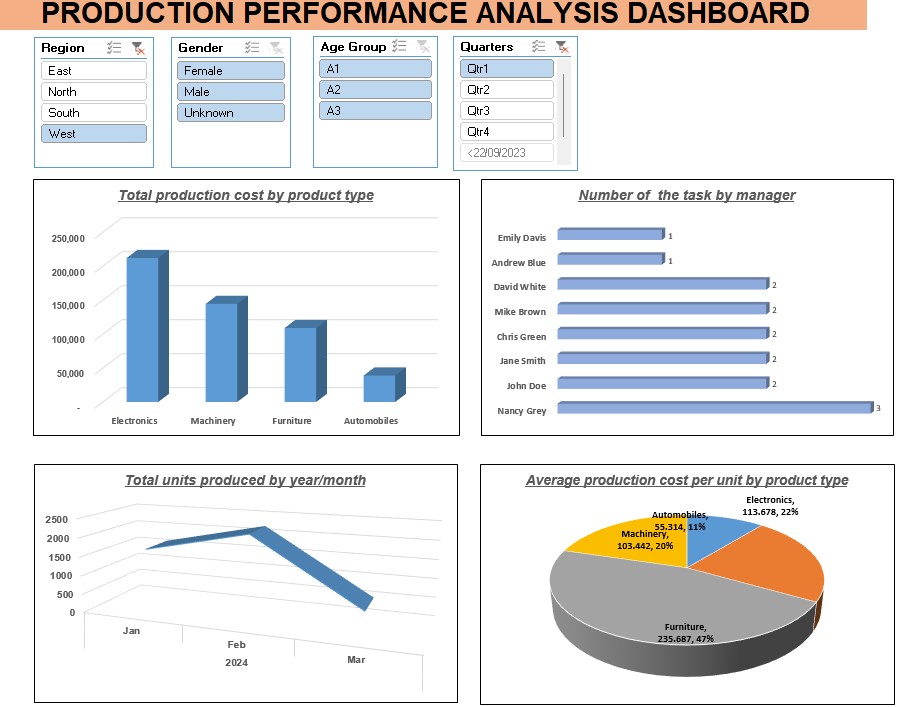 PRODUCTION PERFORMANCE ANALYSIS DASHBOARD
Region
East
North
South
West
Gender
Female
Male
Unknown
Age Group
A1
A2
A3
Quarters
Qtr1
Qtr2
Qtr3
Qtr4
<22/09/2023
Total production cost by product type
250,000
200,000
150,000
100,000
50,000
-
Electronics
Machinery
Furniture
Automobiles
Number of the task by manager
Emily Davis 1
Andrew Blue 1
David White 2
Mike Brown 2
Chris Green 2
Jane Smith 2
John Doe 2
Nancy Grey 3
Total units produced by year/month
2500
2000
1500
1000
500
0
Jan
Feb
Mar
2024
Average production cost per unit by product type
Electronics,
113.678, 22%
Automobiles,
55.314, 11%
Machinery,
103.442, 20%
Furniture,
235.687, 47%